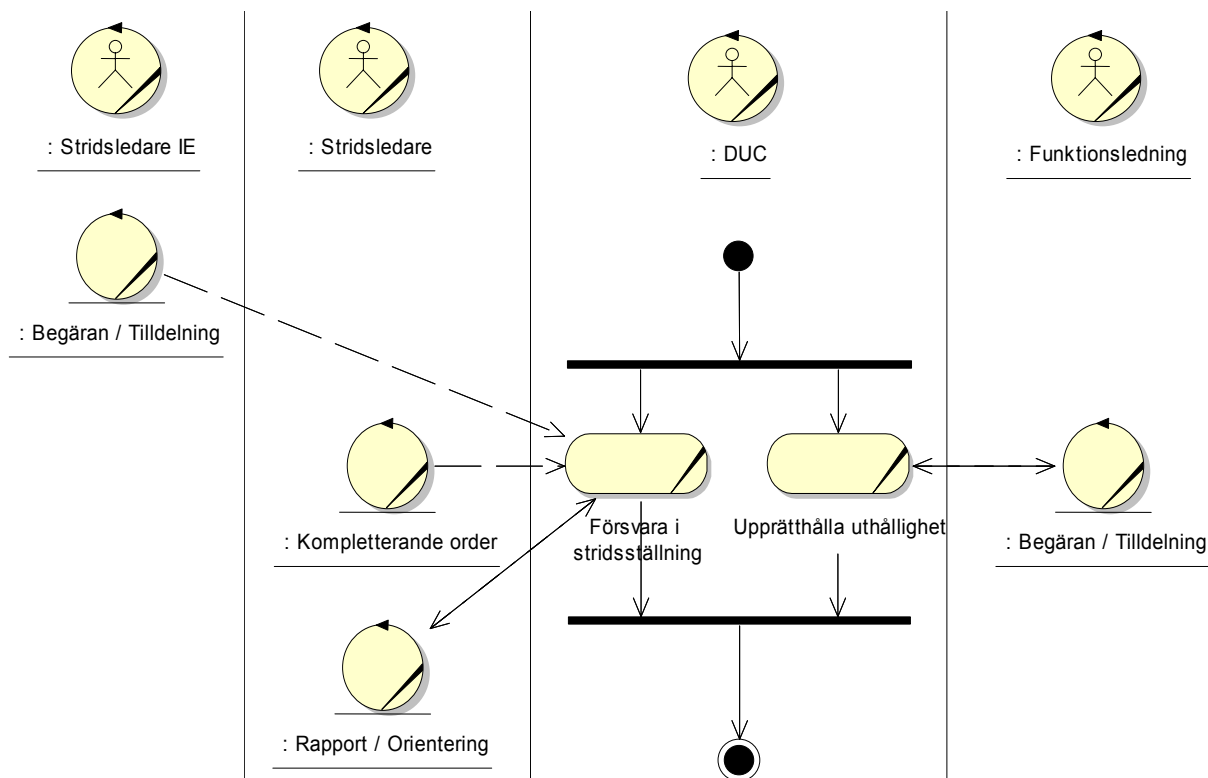 : Stridsledare IE
: Stridsledare
: DUC
: Funktionsledning
: Begäran / Tilldelning
: Kompletterande order
Försvara i
stridsställning
Upprätthålla uthållighet
: Begäran / Tilldelning
: Rapport / Orientering